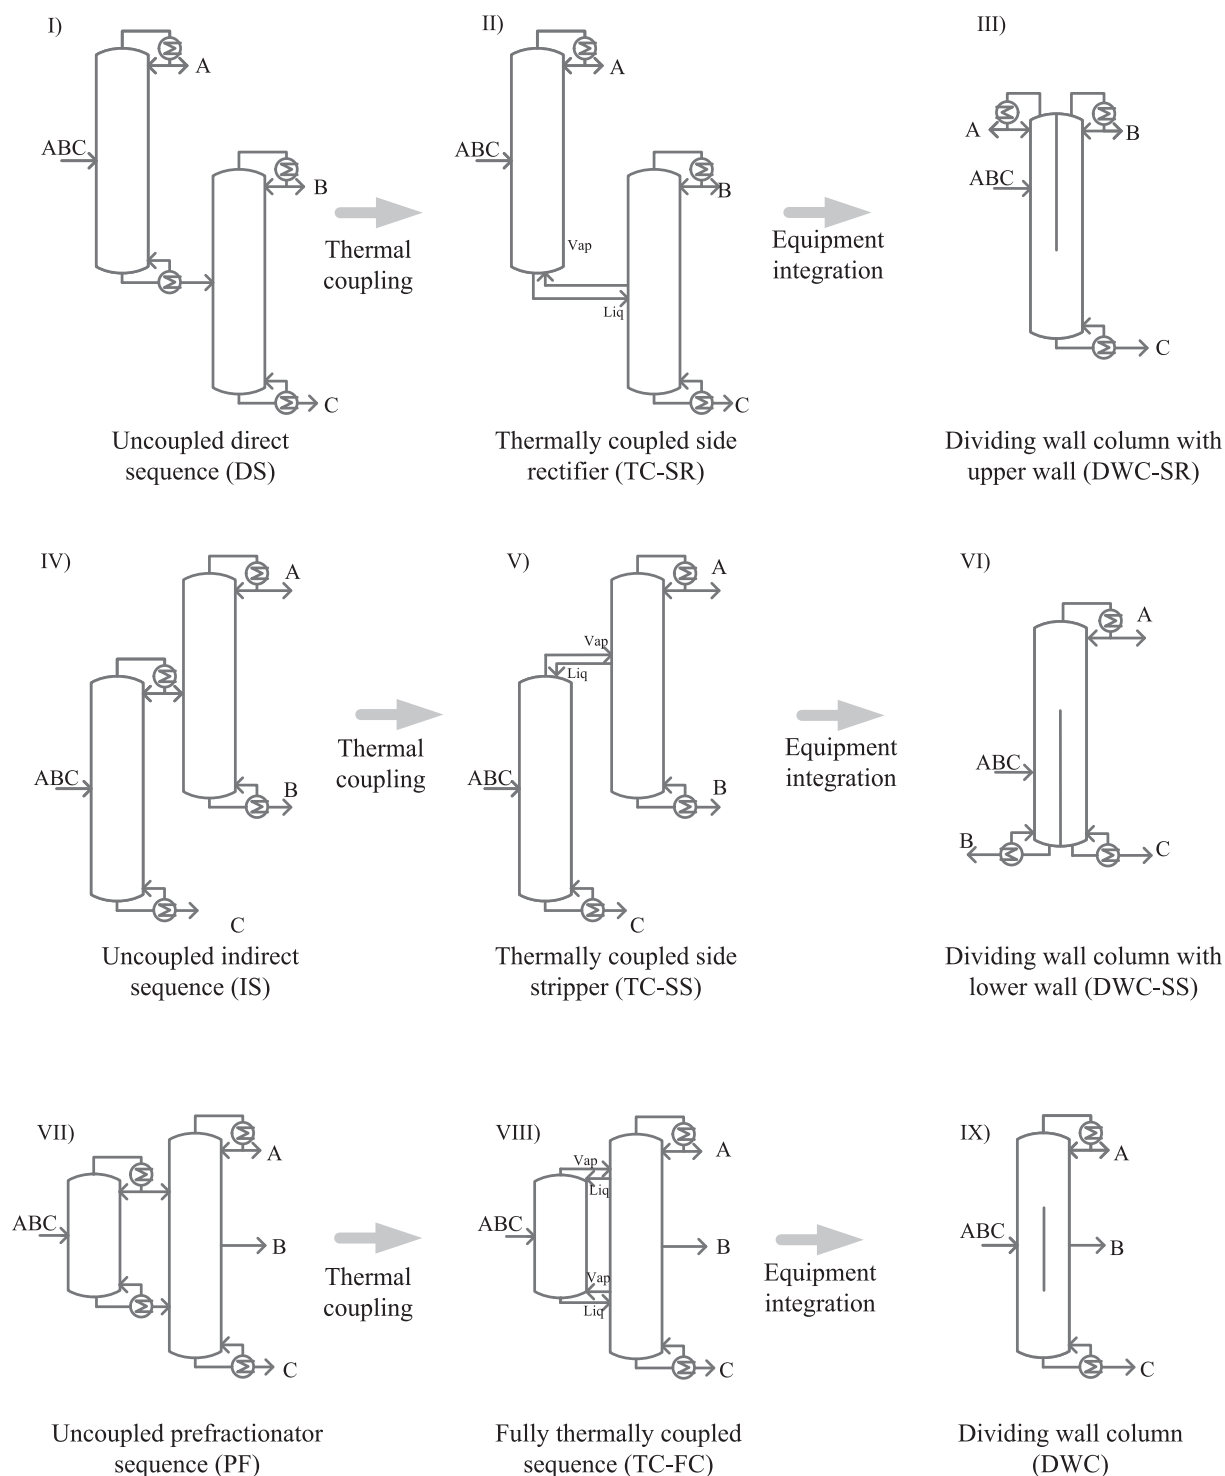 I)
II)
III)
A
A
A
B
ABC
ABC
ABC
B
B
Thermal
coupling
Vap
Liq
Equipment
integration
C
C
C
Uncoupled direct
sequence (DS)
Thermally coupled side
rectifier (TC-SR)
Dividing wall column with
upper wall (DWC-SR)
IV)
V)
VI)
A
A
A
Vap
Liq
Thermal
coupling
Equipment
integration
ABC
ABC
ABC
B
B
B
C
C
C
Uncoupled indirect
sequence (IS)
Thermally coupled side
stripper (TC-SS)
Dividing wall column with
lower wall (DWC-SS)
VII)
VIII)
IX)
A
A
A
Vap
Liq
ABC
ABC
ABC
B
B
B
Thermal
coupling
Vap
Liq
Equipment
integration
C
C
C
Uncoupled prefractionator
sequence (PF)
Fully thermally coupled
sequence (TC-FC)
Dividing wall column
(DWC)